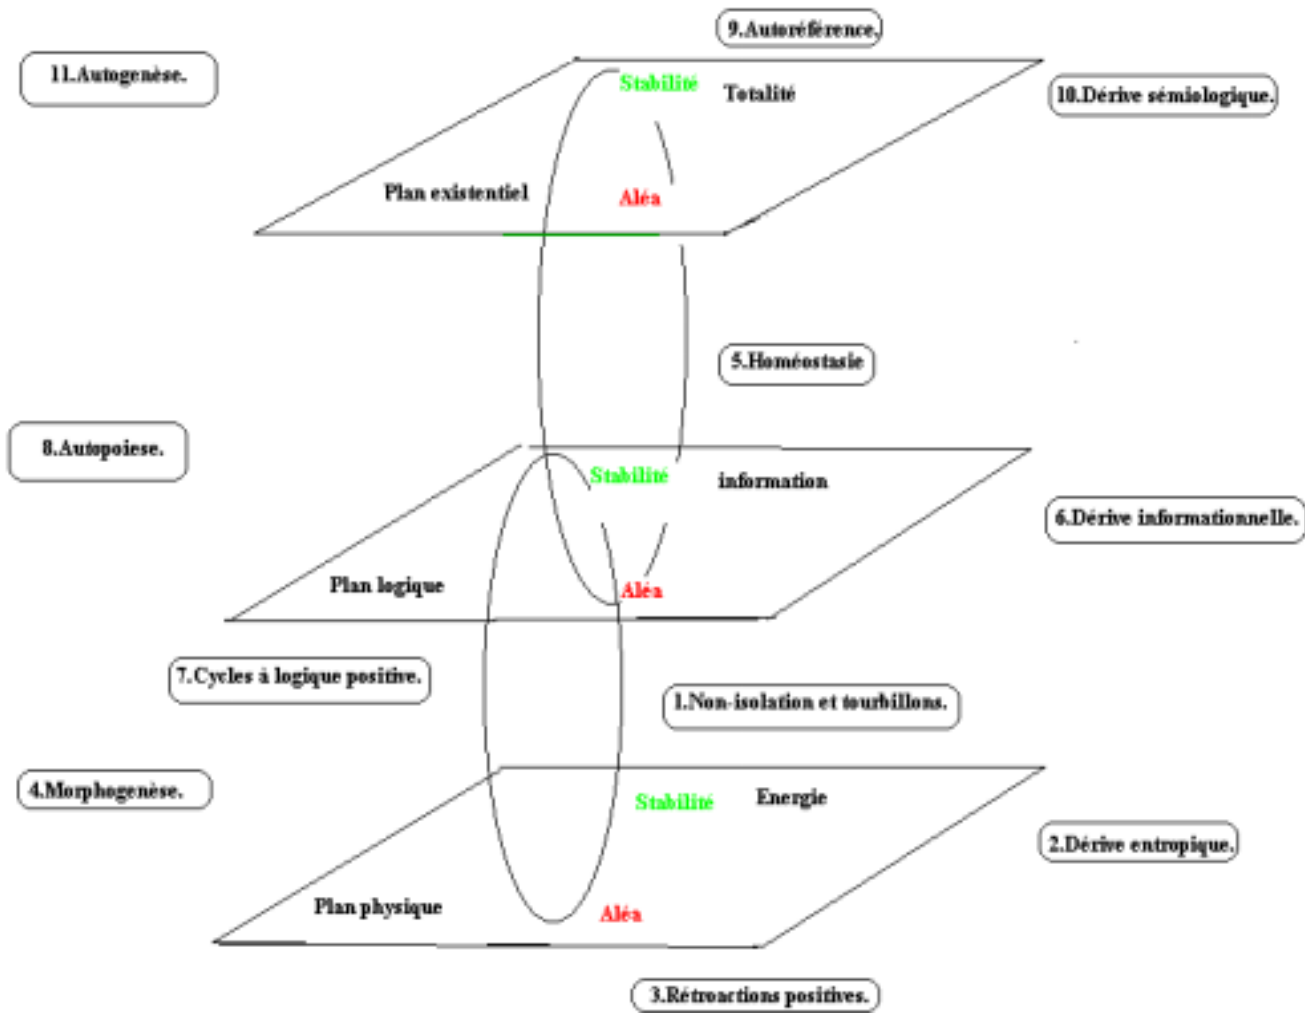 9.Autoréférence.
11.Autogenèse.
Stabilité
Totalité
10.Dérive sémiologique.
Plan existentiel
Aléa
5.Homéostasie
8.Autopoiese.
Stabilité
information
6.Dérive informationnelle.
Plan logique
Aléa
7.Cycles à logique positive.
1.Non-isolation et tourbillons.
4.Morphogenèse.
Stabilité
Energie
2.Dérive entropique.
Plan physique
Aléa
3.Rétroactions positives.